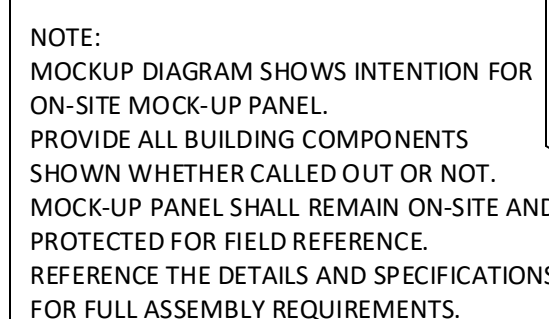 NOTE:
MOCKUP DIAGRAM SHOWS INTENTION FOR
ON-SITE MOCK-UP PANEL.
PROVIDE ALL BUILDING COMPONENTS
SHOWN WHETHER CALLED OUT OR NOT.
MOCK-UP PANEL SHALL REMAIN ON-SITE AND
PROTECTED FOR FIELD REFERENCE.
REFERENCE THE DETAILS AND SPECIFICATIONS
FOR FULL ASSEMBLY REQUIREMENTS.